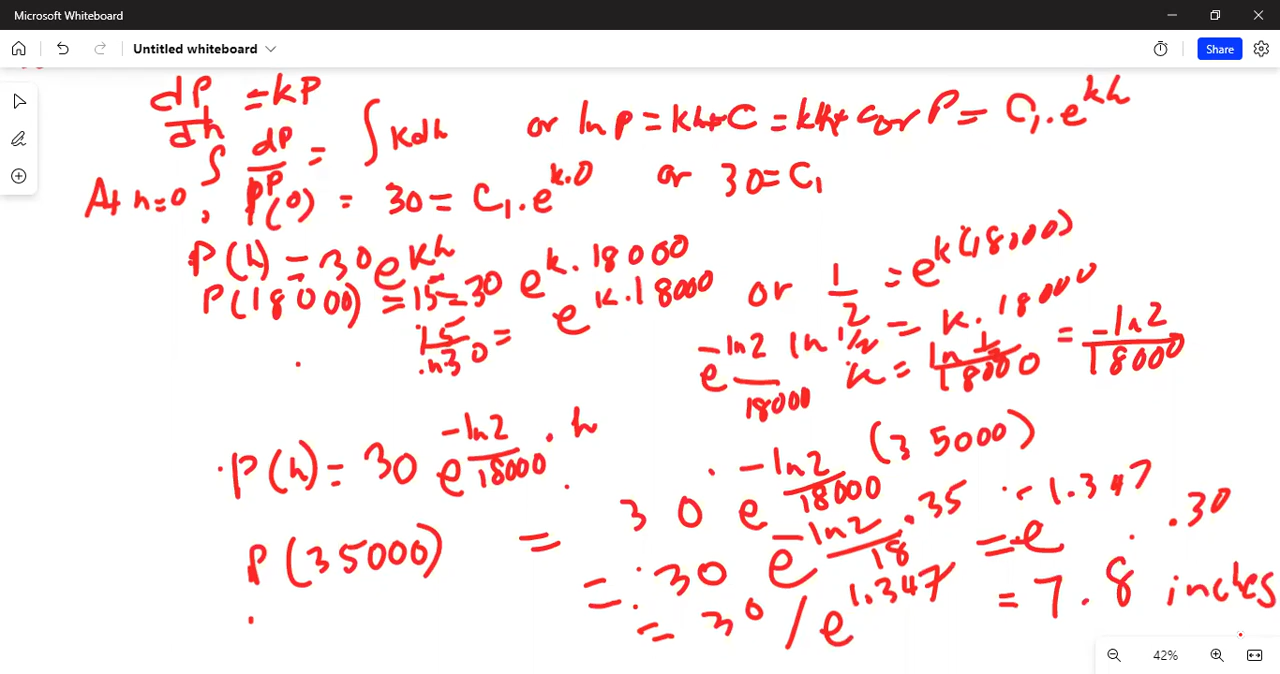 Microsoft Whiteboard
Untitled whiteboard
Share
dP/dh = kP
∫ dP/P = ∫ Kdh or ln p = kh + C = kh + c or P = C₁ · e^kh
At h=0, P(0) = 30 = C₁ · e^k.0 or 30 = C₁
P(h) = 30 e^Kh
P(18000) = 15 = 30 e^k.18000 or 1/2 = e^k(18000)
15/30 = e^k.18000
ln 1/2 = k · 18000
e^-ln2/18000 k = ln 1/2 / 18000 = -ln2/18000
P(h) = 30 e^-ln2/18000 · h
P(35000) = 30 e^-ln2/18000 (35000)
= 30 e^-ln2/18 .35 = e^-1.347 . 30
= 30 / e^1.347 = 7.8 inches
42%